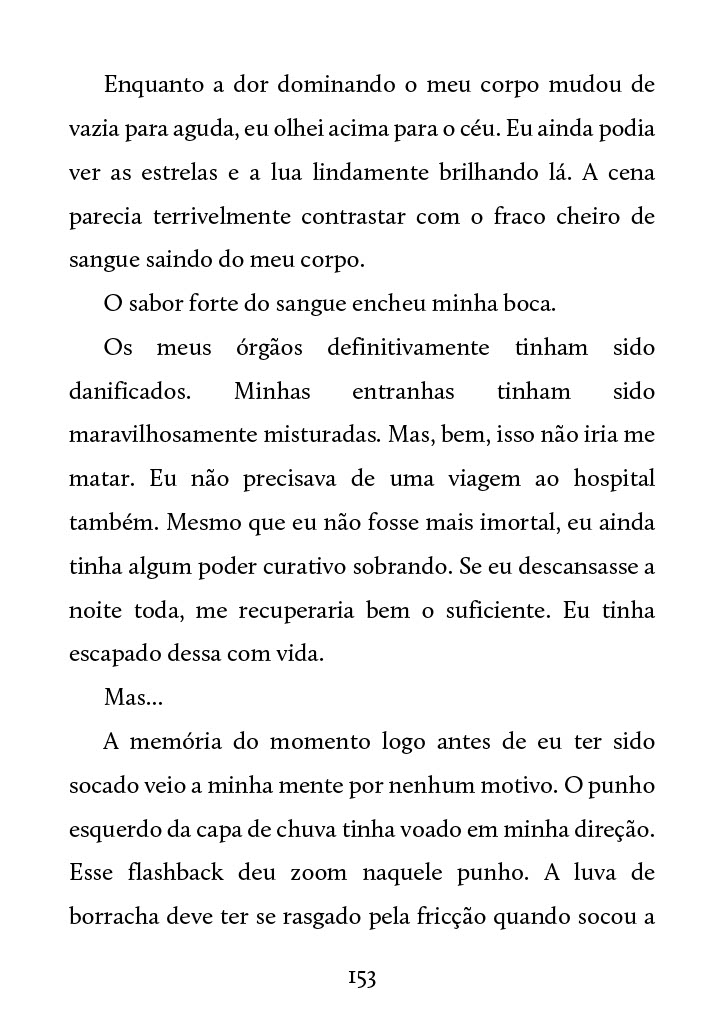 Enquanto a dor dominando o meu corpo mudou de
vazia para aguda, eu olhei acima para o céu. Eu ainda podia
ver as estrelas e a lua lindamente brilhando lá. A cena
parecia terrivelmente contrastar com o fraco cheiro de
sangue saindo do meu corpo.
O sabor forte do sangue encheu minha boca.
Os meus órgãos definitivamente tinham sido
danificados. Minhas entranhas tinham sido
maravilhosamente misturadas. Mas, bem, isso não iria me
matar. Eu não precisava de uma viagem ao hospital
também. Mesmo que eu não fosse mais imortal, eu ainda
tinha algum poder curativo sobrando. Se eu descansasse a
noite toda, me recuperaria bem o suficiente. Eu tinha
escapado dessa com vida.
Mas...
A memória do momento logo antes de eu ter sido
socado veio a minha mente por nenhum motivo. O punho
esquerdo da capa de chuva tinha voado em minha direção.
Esse flashback deu zoom naquele punho. A luva de
borracha deve ter se rasgado pela fricção quando socou a
153